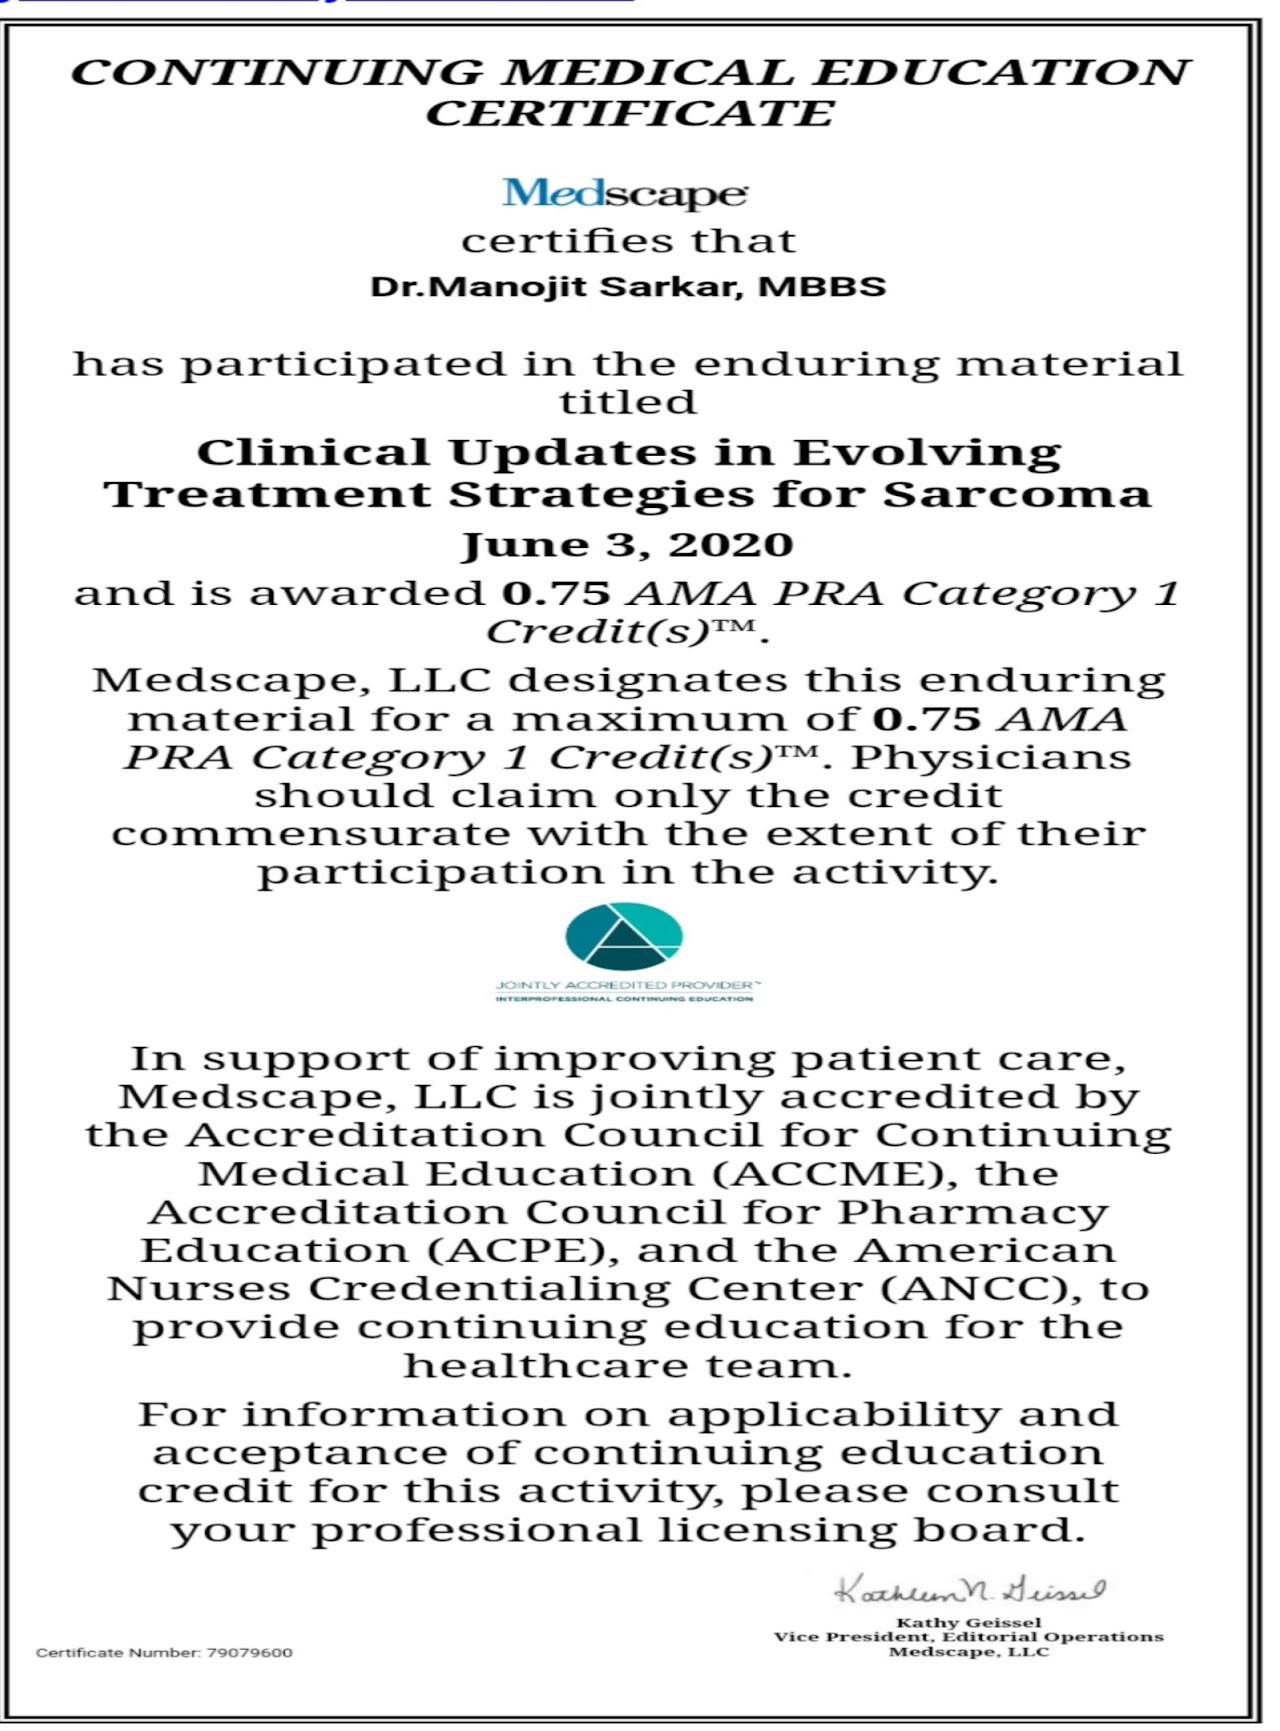 CONTINUING MEDICAL EDUCATION
CERTIFICATE
Medscape
certifies that
Dr.Manojit Sarkar, MBBS
has participated in the enduring material
titled
Clinical Updates in Evolving
Treatment Strategies for Sarcoma
June 3, 2020
and is awarded 0.75 AMA PRA Category 1
Credit(s)™.
Medscape, LLC designates this enduring
material for a maximum of 0.75 AMA
PRA Category 1 Credit(s)™. Physicians
should claim only the credit
commensurate with the extent of their
participation in the activity.
JOINTLY ACCREDITED PROVIDER™
INTERPROFESSIONAL CONTINUING EDUCATION
In support of improving patient care,
Medscape, LLC is jointly accredited by
the Accreditation Council for Continuing
Medical Education (ACCME), the
Accreditation Council for Pharmacy
Education (ACPE), and the American
Nurses Credentialing Center (ANCC), to
provide continuing education for the
healthcare team.
For information on applicability and
acceptance of continuing education
credit for this activity, please consult
your professional licensing board.
Kathleen N. Geissel
Kathy Geissel
Vice President, Editorial Operations
Medscape, LLC
Certificate Number: 79079600